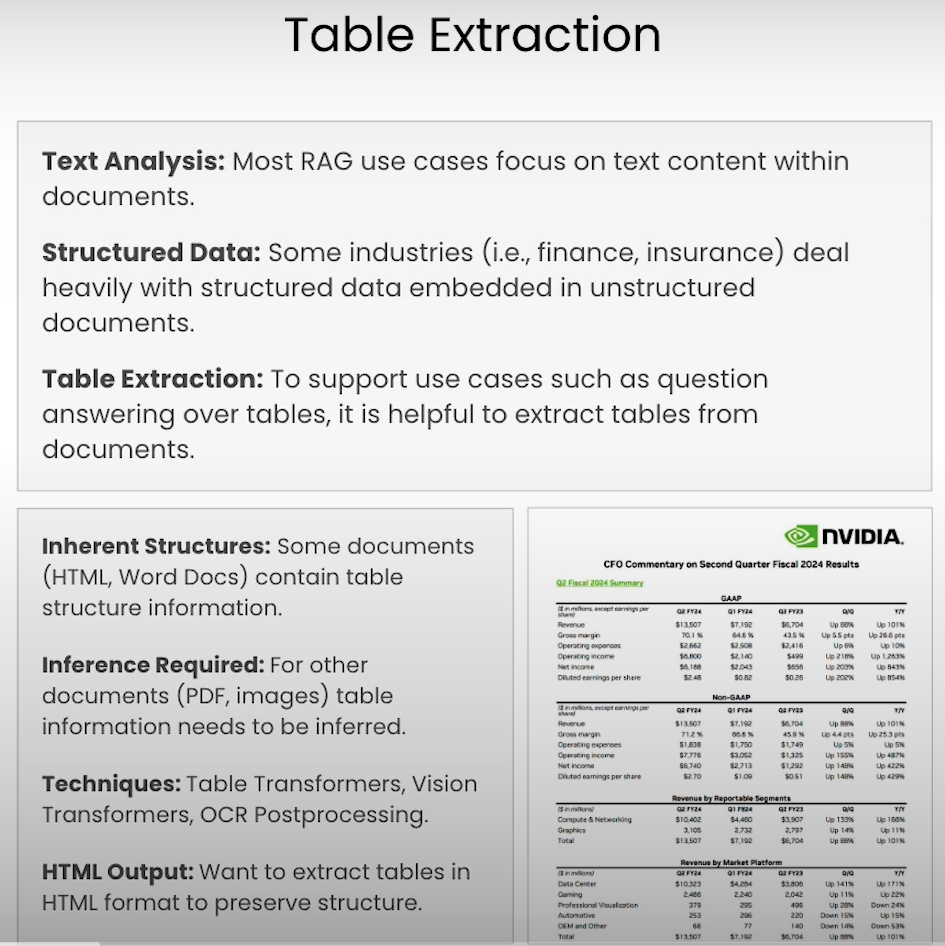 Table Extraction
Text Analysis: Most RAG use cases focus on text content within
documents.
Structured Data: Some industries (i.e., finance, insurance) deal
heavily with structured data embedded in unstructured
documents.
Table Extraction: To support use cases such as question
answering over tables, it is helpful to extract tables from
documents.
Inherent Structures: Some documents
(HTML, Word Docs) contain table
structure information.
Inference Required: For other
documents (PDF, images) table
information needs to be inferred.
Techniques: Table Transformers, Vision
Transformers, OCR Postprocessing.
HTML Output: Want to extract tables in
HTML format to preserve structure.
NVIDIA.
CFO Commentary on Second Quarter Fiscal 2024 Results
Q2 Fiscal 2024 Summary
GAAP
($ in millions, except earnings per
share) Q2 FY24 Q1 FY24 Q2 FY23 Q/Q Y/Y
Revenue $13,507 $7,192 $6,704 Up 88% Up 101%
Gross margin 70.1 % 64.6 % 43.5 % Up 5.5 pts Up 26.6 pts
Operating expenses $2,662 $2,508 $2,416 Up 6% Up 10%
Operating income $6,800 $2,140 $499 Up 218% Up 1,263%
Net income $6,188 $2,043 $656 Up 203% Up 843%
Diluted earnings per share $2.48 $0.82 $0.26 Up 202% Up 854%
Non-GAAP
($ in millions, except earnings per
share) Q2 FY24 Q1 FY24 Q2 FY23 Q/Q Y/Y
Revenue $13,507 $7,192 $6,704 Up 88% Up 101%
Gross margin 71.2 % 66.8 % 45.9 % Up 4.4 pts Up 25.3 pts
Operating expenses $1,838 $1,750 $1,749 Up 5% Up 5%
Operating income $7,776 $3,052 $1,325 Up 155% Up 487%
Net income $6,740 $2,713 $1,292 Up 148% Up 422%
Diluted earnings per share $2.70 $1.09 $0.51 Up 148% Up 429%
Revenue by Reportable Segments
($ in millions) Q2 FY24 Q1 FY24 Q2 FY23 Q/Q Y/Y
Compute & Networking $10,402 $4,460 $3,907 Up 133% Up 166%
Graphics 3,105 2,732 2,797 Up 14% Up 11%
Total $13,507 $7,192 $6,704 Up 88% Up 101%
Revenue by Market Platform
($ in millions) Q2 FY24 Q1 FY24 Q2 FY23 Q/Q Y/Y
Data Center $10,323 $4,284 $3,806 Up 141% Up 171%
Gaming 2,486 2,240 2,042 Up 11% Up 22%
Professional Visualization 379 295 496 Up 28% Down 24%
Automotive 253 296 220 Down 15% Up 15%
OEM and Other 66 77 140 Down 14% Down 53%
Total $13,507 $7,192 $6,704 Up 88% Up 101%